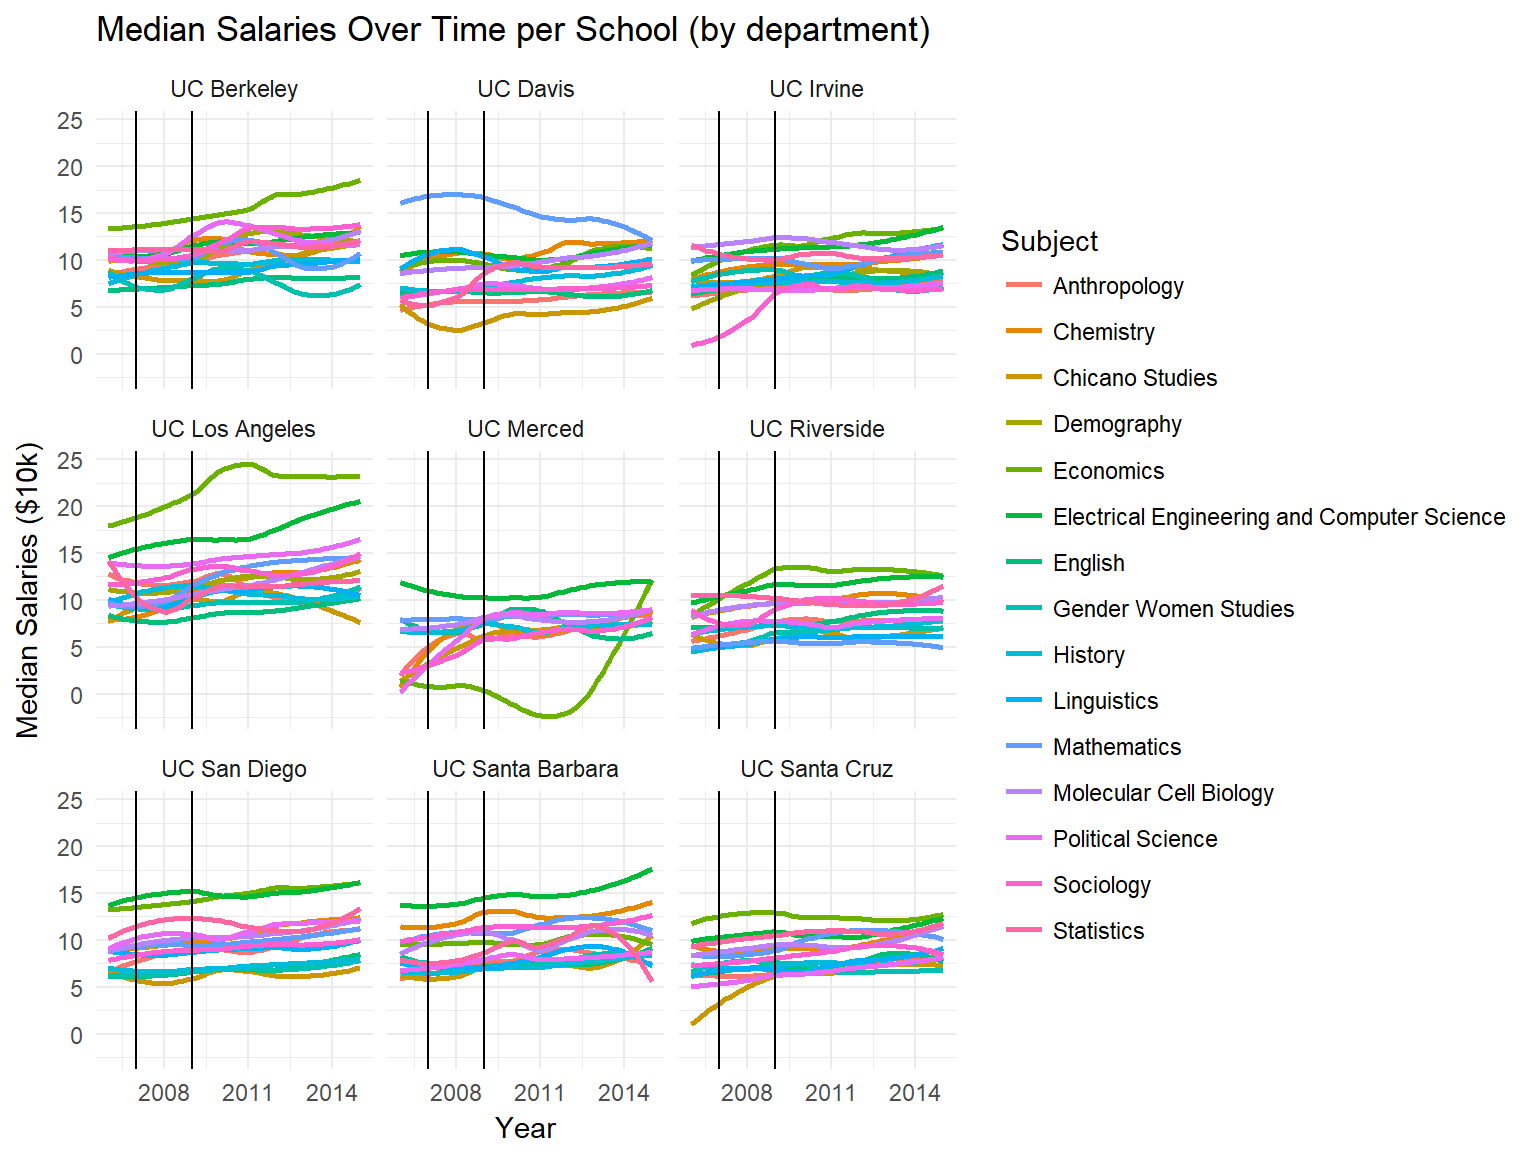 Median Salaries Over Time per School (by department)
UC Berkeley
UC Davis
UC Irvine
25
20
15
10
5
0
UC Los Angeles
UC Merced
UC Riverside
25
20
15
10
5
0
UC San Diego
UC Santa Barbara
UC Santa Cruz
25
20
15
10
5
0
2008 2011 2014
2008 2011 2014
2008 2011 2014
Year
Median Salaries ($10k)
Subject
Anthropology
Chemistry
Chicano Studies
Demography
Economics
Electrical Engineering and Computer Science
English
Gender Women Studies
History
Linguistics
Mathematics
Molecular Cell Biology
Political Science
Sociology
Statistics